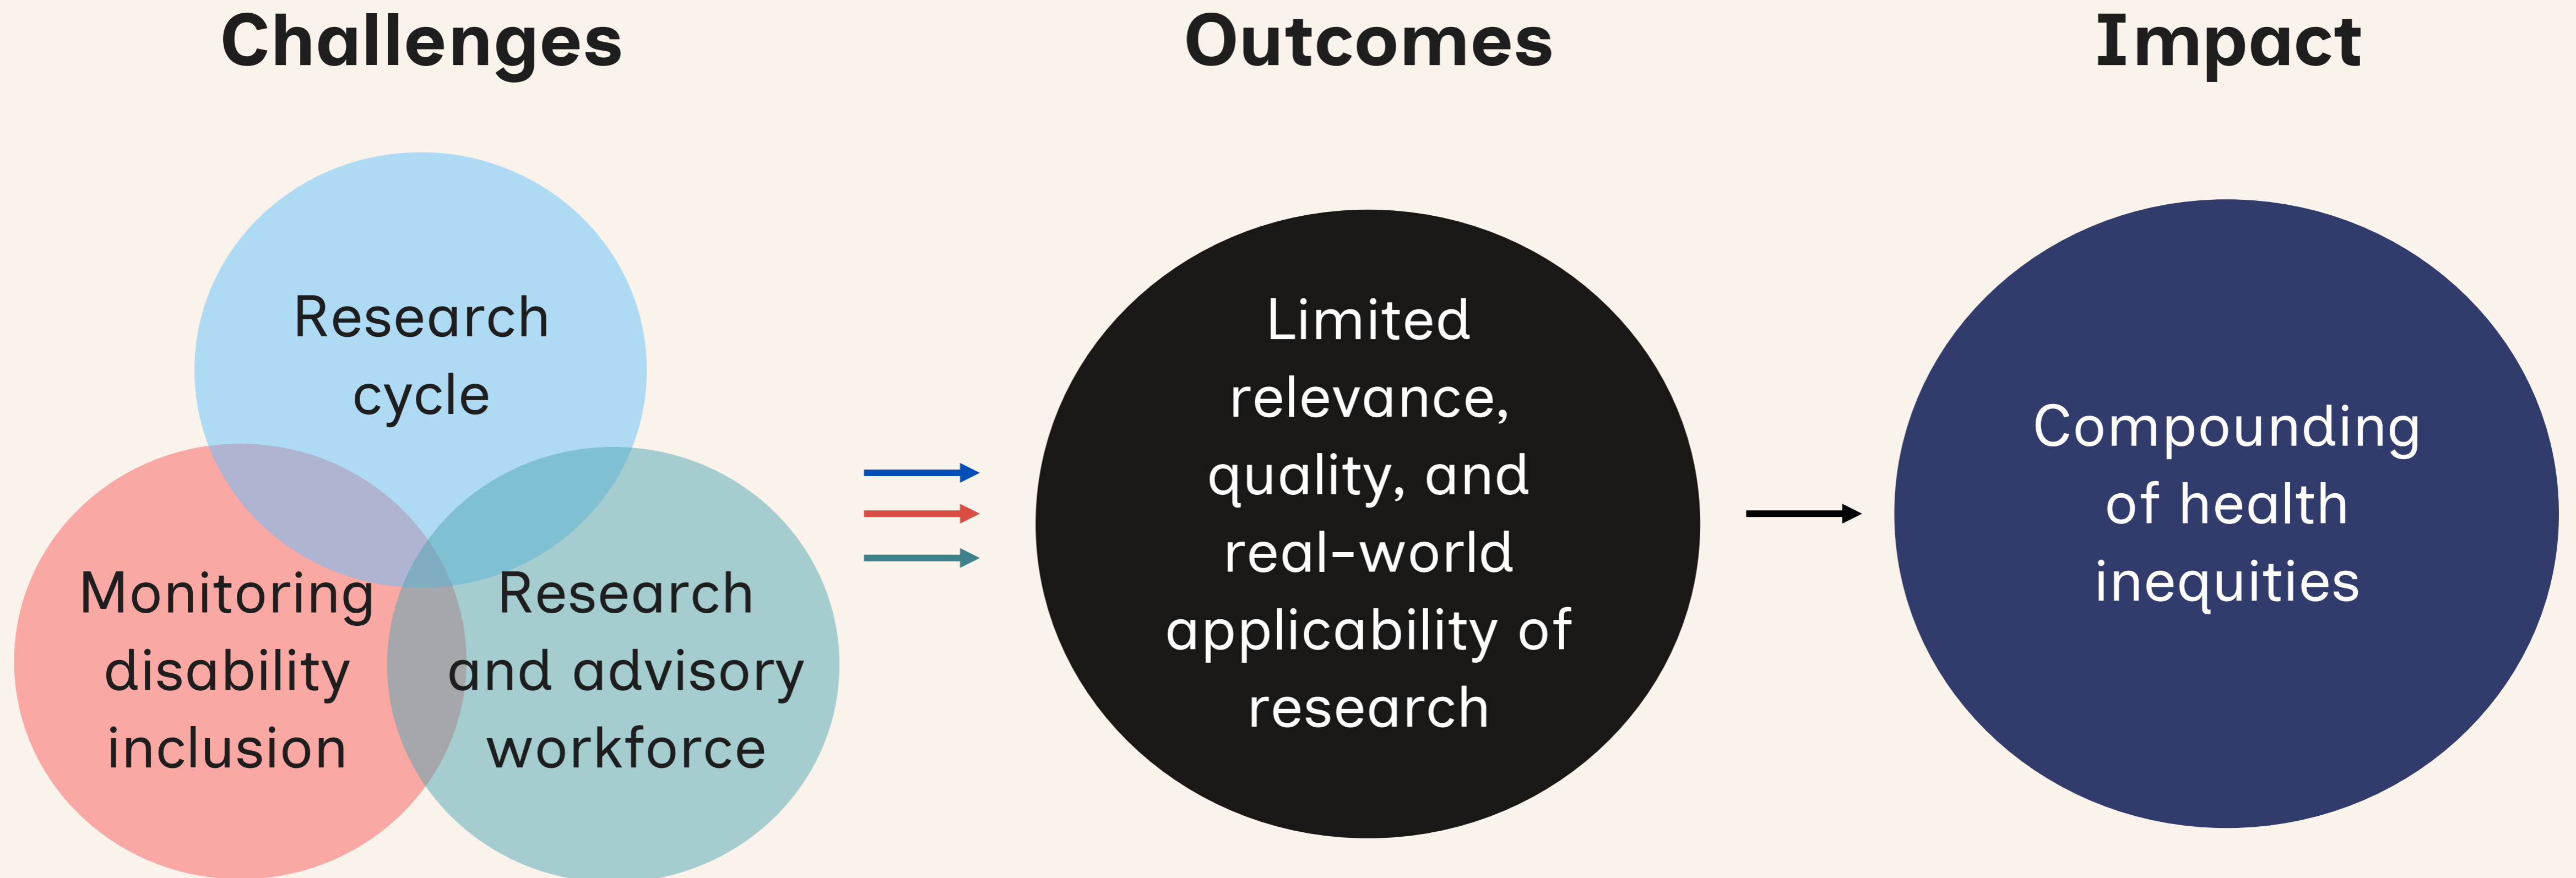 Challenges
Outcomes
Impact
Research
cycle
Monitoring
disability
inclusion
Research
and advisory
workforce
Limited
relevance,
quality, and
real-world
applicability of
research
Compounding
of health
inequities